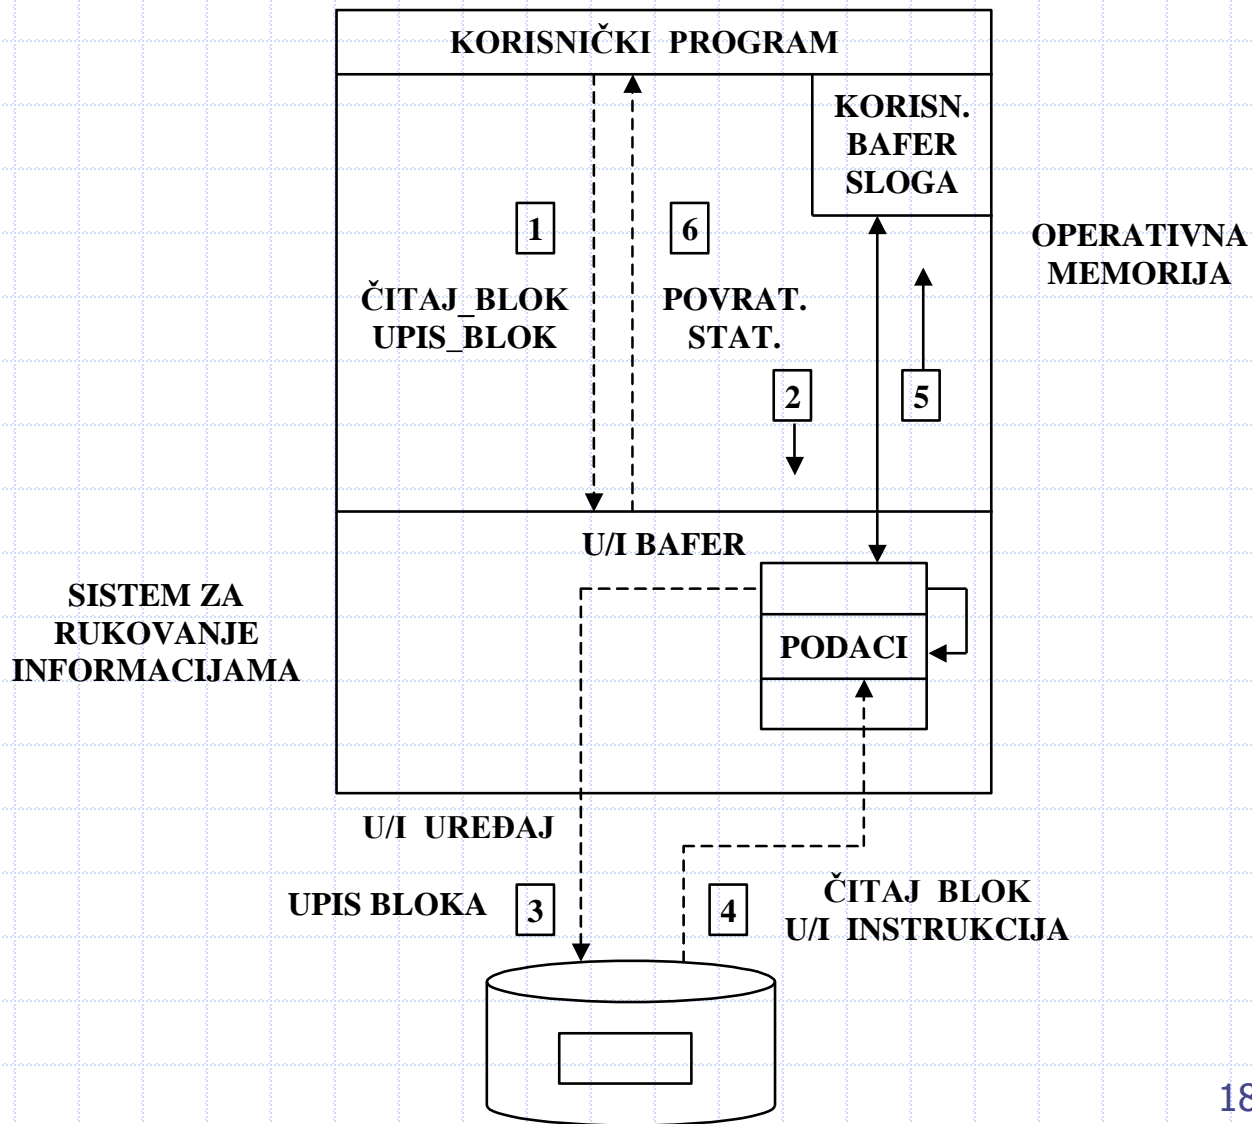 KORISNIČKI PROGRAM
KORISN.
BAFER
SLOGA
1
6
OPERATIVNA
MEMORIJA
ČITAJ_BLOK
UPIS_BLOK
POVRAT.
STAT.
2
5
U/I BAFER
SISTEM ZA
RUKOVANJE
INFORMACIJAMA
PODACI
U/I UREĐAJ
UPIS BLOKA
3
4
ČITAJ BLOK
U/I INSTRUKCIJA
18